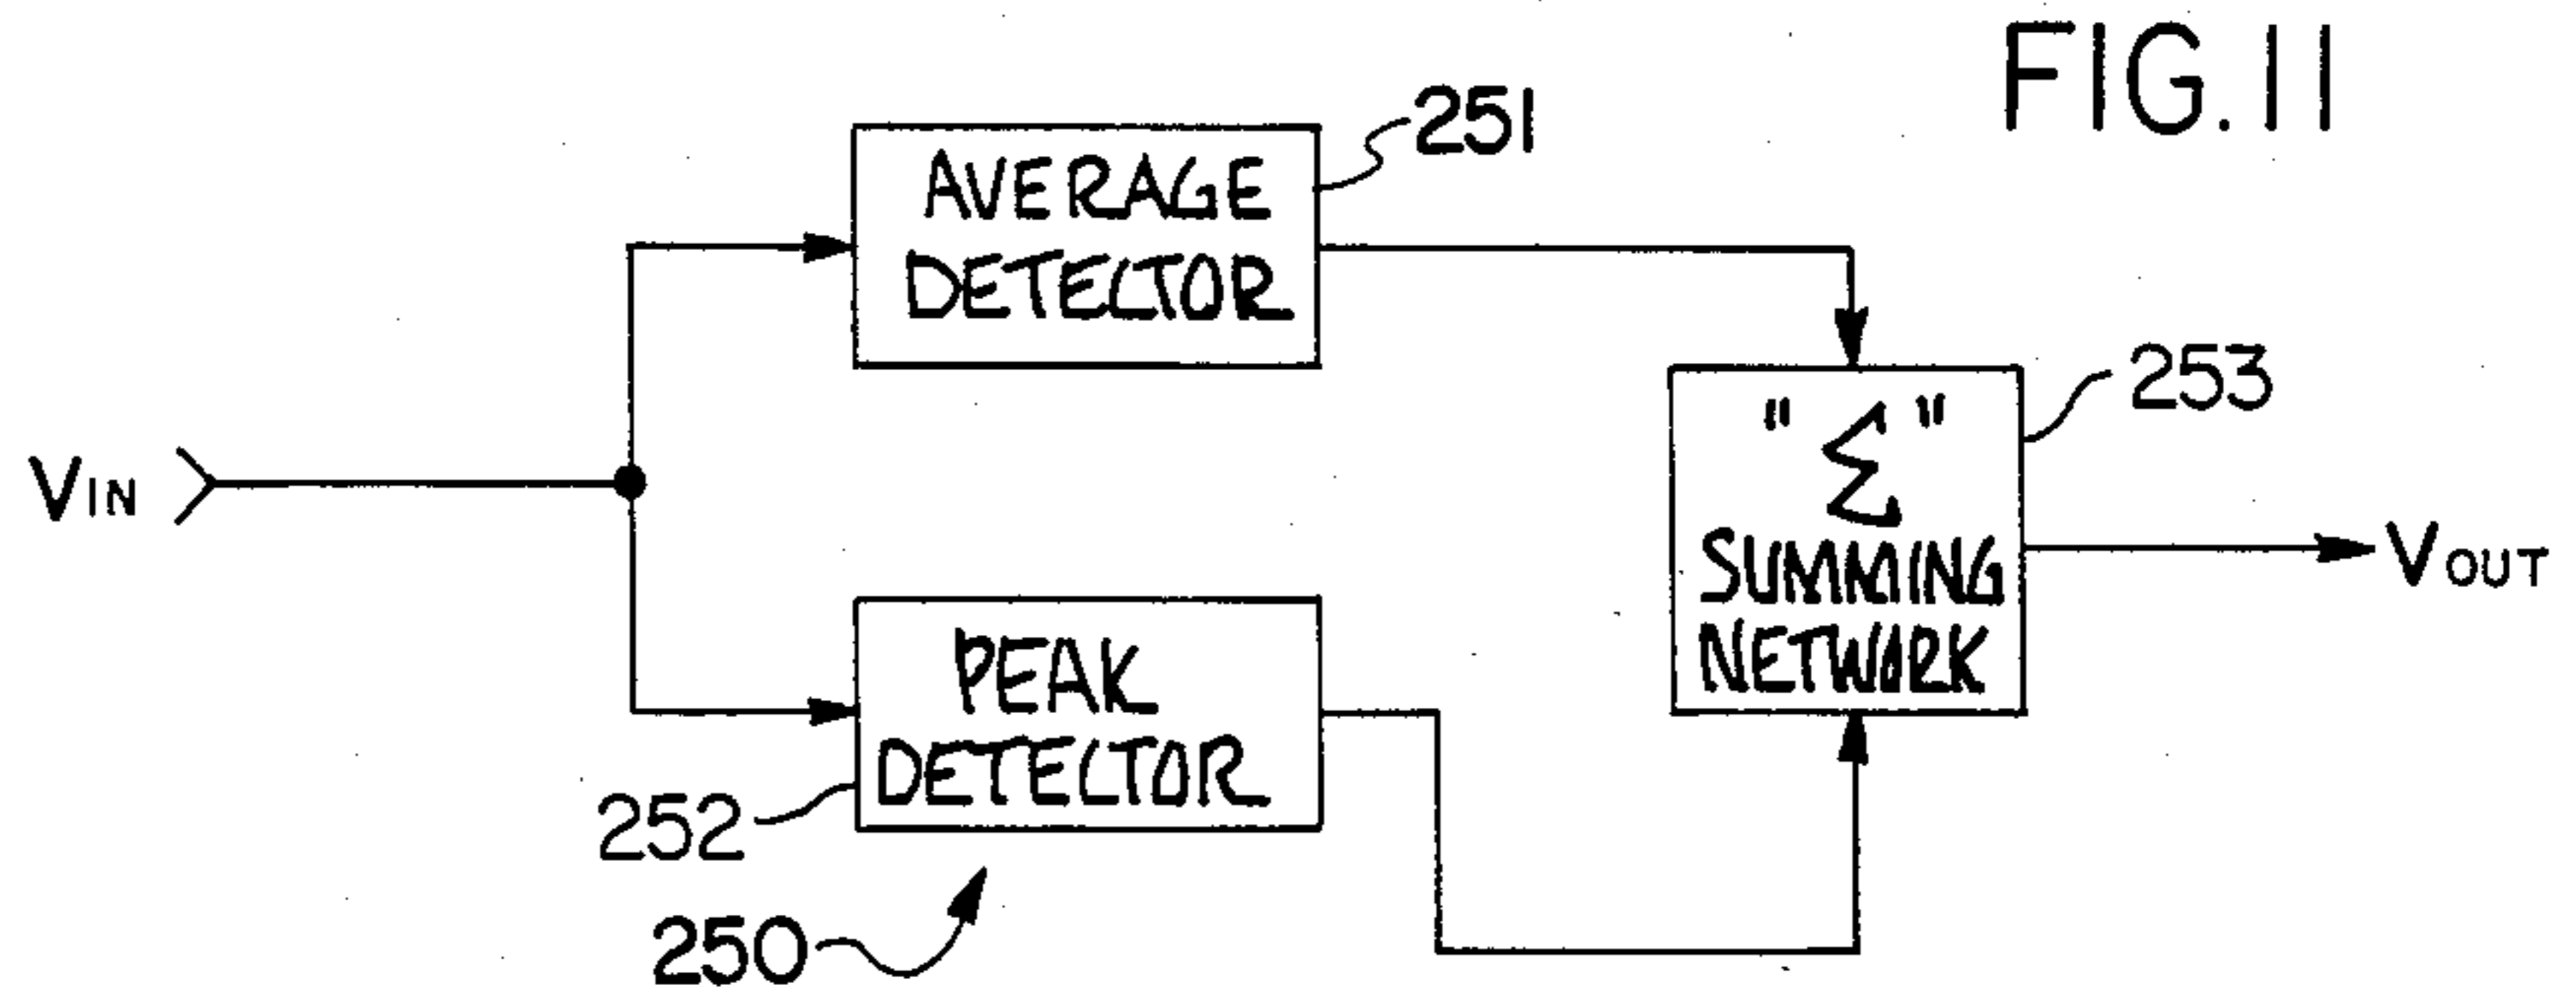 FIG. 11
251
AVERAGE
DETECTOR
253
"Σ"
VIN
SUMMING
NETWORK
VOUT
PEAK
DETECTOR
252
250